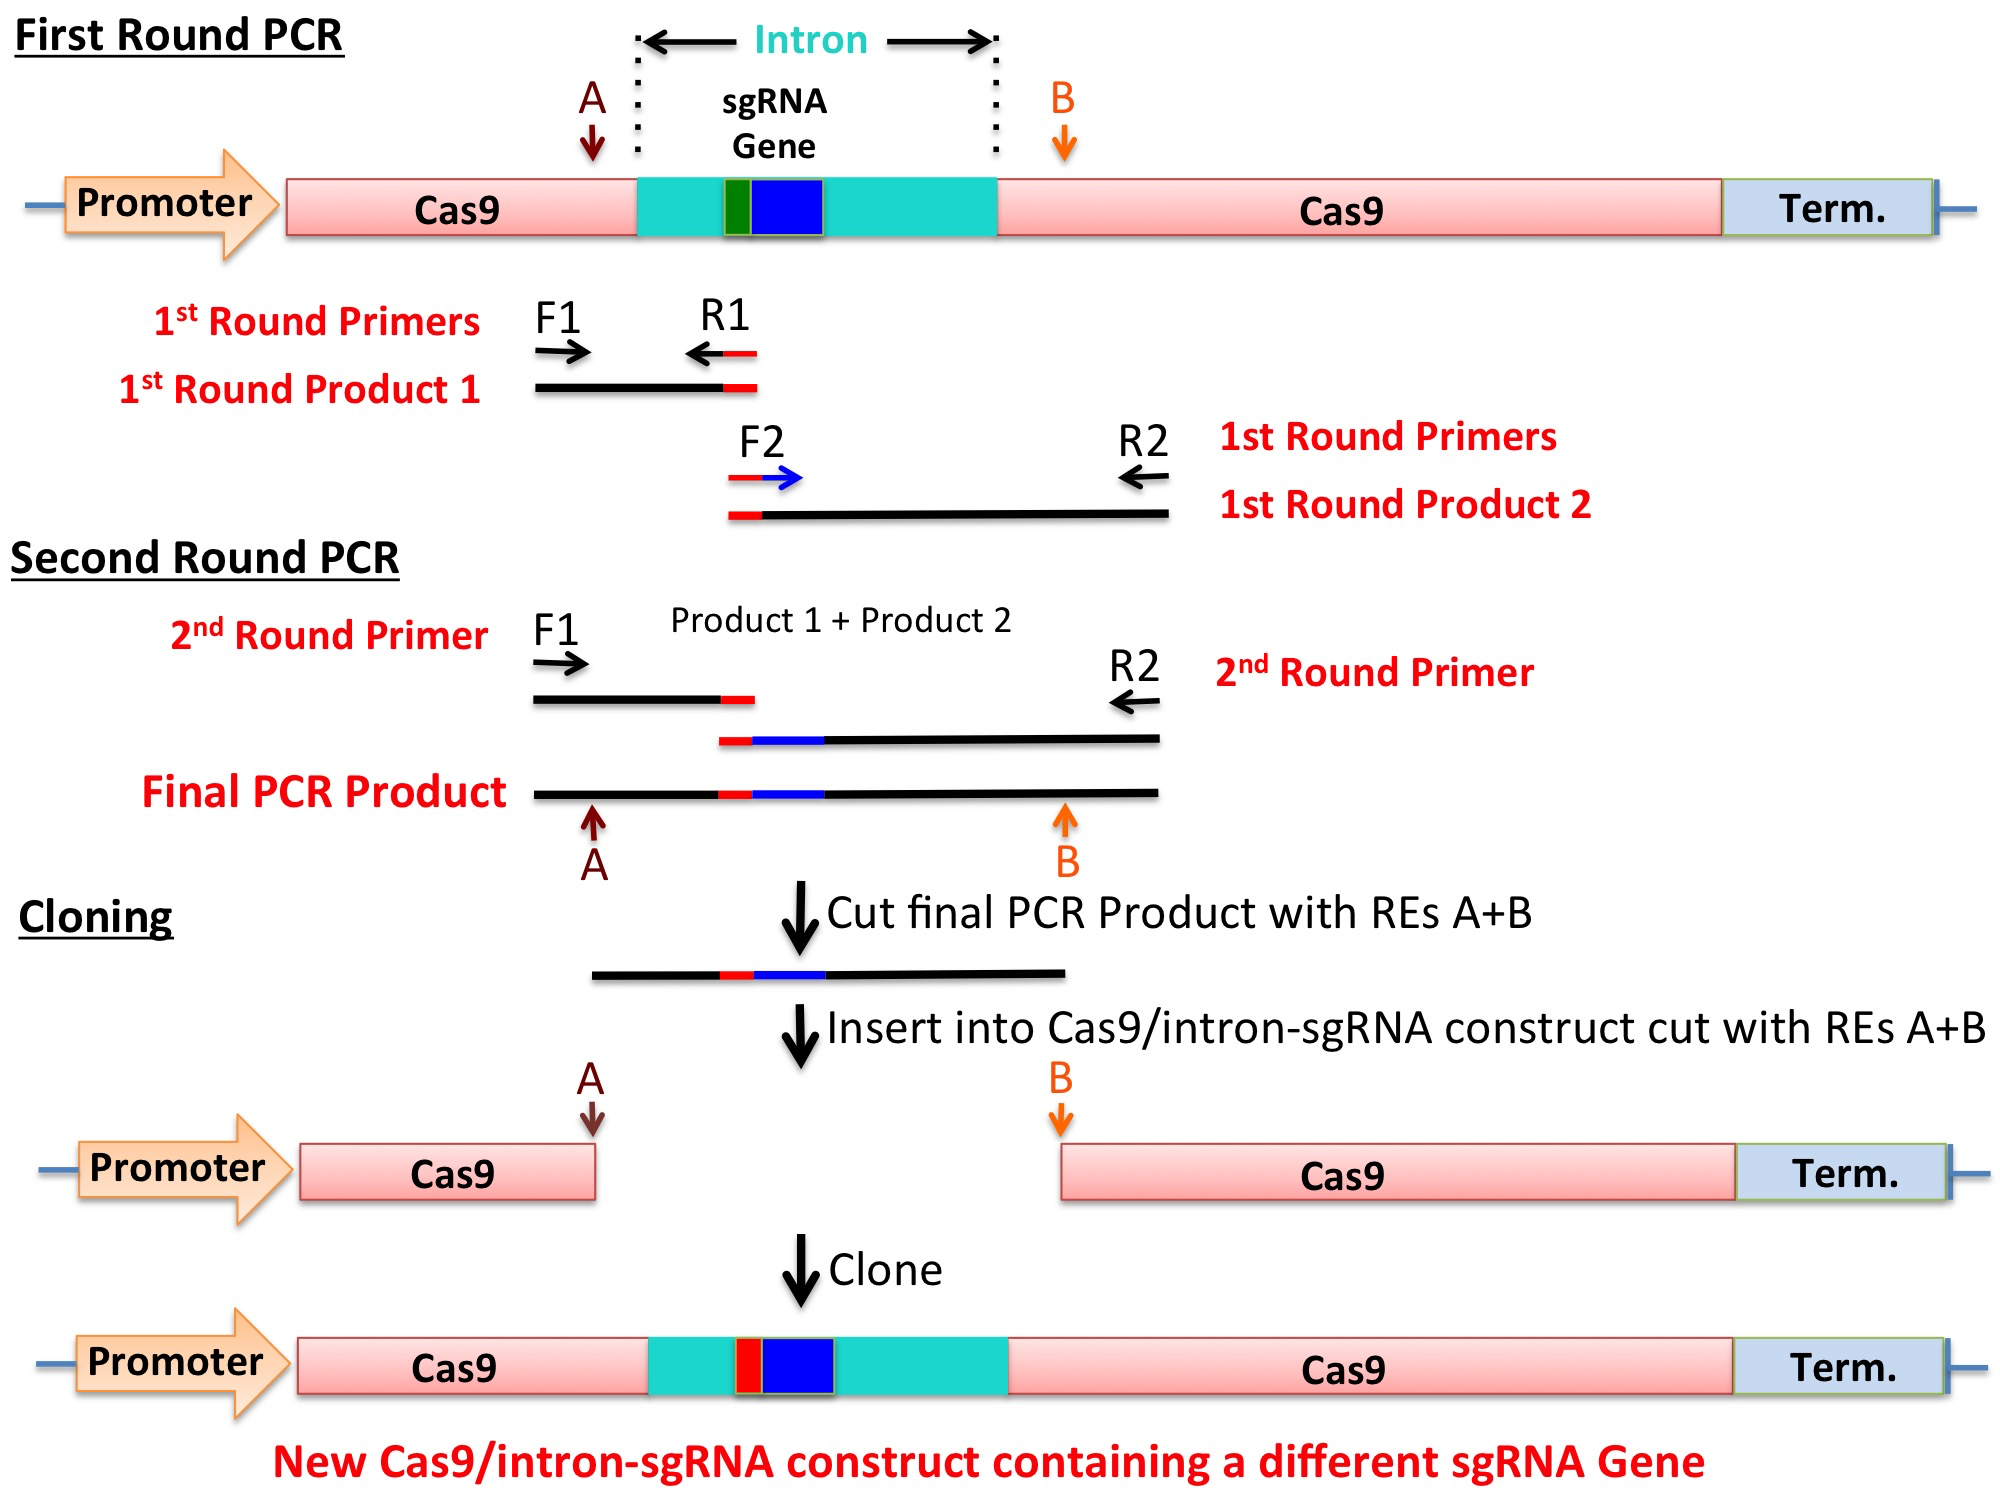 First Round PCR
Intron
A
sgRNA
Gene
B
Promoter
Cas9
Cas9
Term.
1st Round Primers
F1
R1
1st Round Product 1
F2
R2
1st Round Primers
1st Round Product 2
Second Round PCR
2nd Round Primer
F1
Product 1 + Product 2
R2
2nd Round Primer
Final PCR Product
A
B
Cloning
Cut final PCR Product with REs A+B
Insert into Cas9/intron-sgRNA construct cut with REs A+B
A
B
Promoter
Cas9
Cas9
Term.
Clone
Promoter
Cas9
Cas9
Term.
New Cas9/intron-sgRNA construct containing a different sgRNA Gene